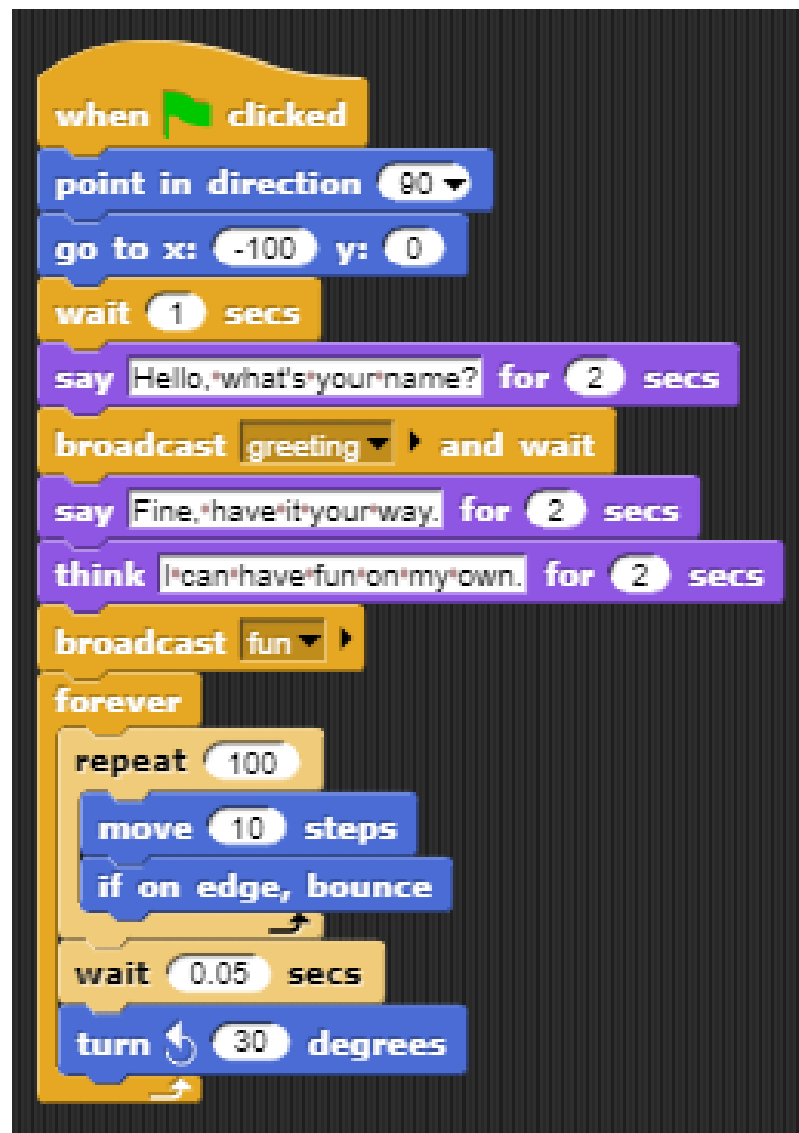 when clicked
point in direction 90
go to x: -100 y: 0
wait 1 secs
say Hello, what's your name? for 2 secs
broadcast greeting and wait
say Fine, have it your way. for 2 secs
think I can have fun on my own. for 2 secs
broadcast fun
forever
repeat 100
move 10 steps
if on edge, bounce
wait 0.05 secs
turn 30 degrees